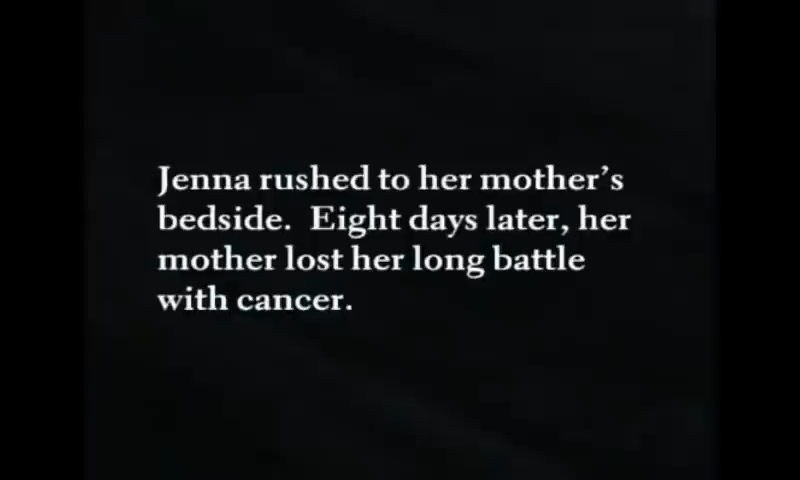 Jenna rushed to her mother’s
bedside.  Eight days later, her
mother lost her long battle
with cancer.